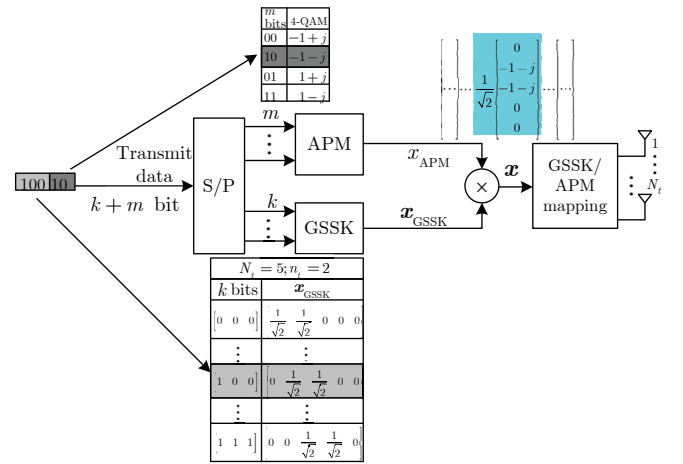 m bits 4-QAM
00 −1+j
10 −1−j
01 1+j
11 1−j
0
−1−j
1/√2 −1−j
0
0
m
APM
x_APM
Transmit data
100 10
k + m bit
S/P
×
x
GSSK/ APM mapping
1
N_t
k
GSSK
x_GSSK
N_t = 5; n_t = 2
k bits x_GSSK
[0 0 0] [1/√2 1/√2 0 0 0]
[1 0 0] [0 1/√2 1/√2 0 0]
[1 1 1] [0 0 1/√2 1/√2 0]